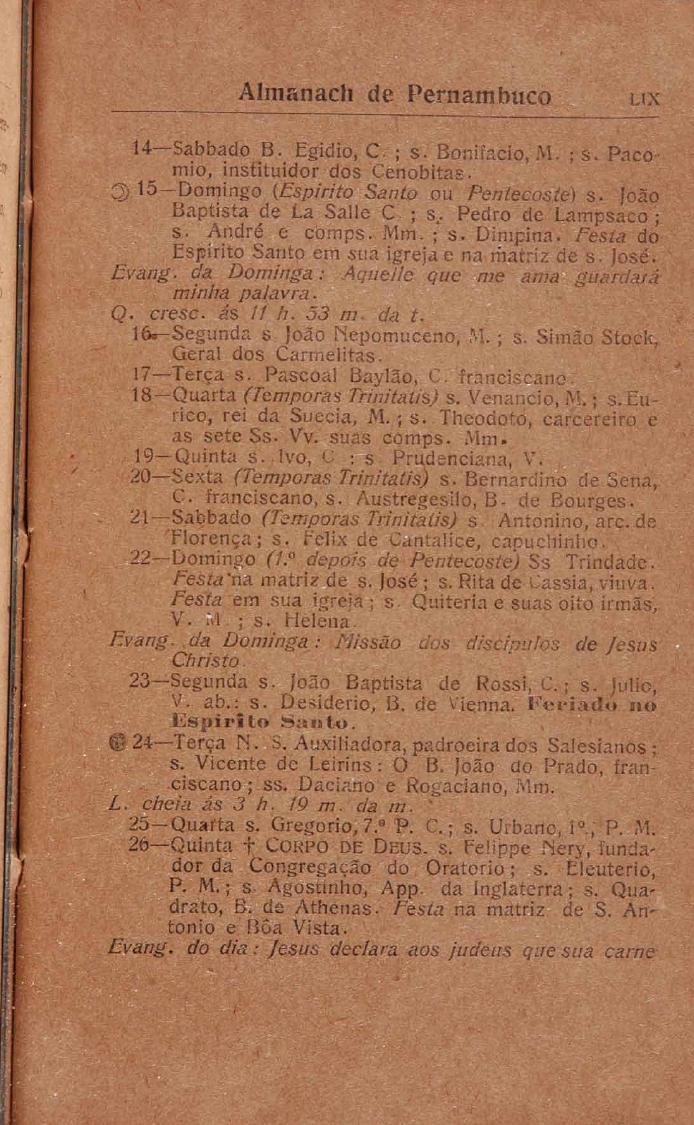 Almanach de Pernambuco LIX
14—Sabbado B. Egidio, C. ; s. Bonifacio, M. ; s. Paco-
mio, instituidor dos Cenobitas.
15—Domingo (Espirito Santo ou Pentecoste) s. João
Baptista de La Salle C. ; s. Pedro de Lampsaco ;
s. André e comps. Mm. ; s. Dimpina. Festa do
Espirito Santo em sua igreja e na matriz de s. José.
Evang. da Dominga : Aquelle que me ama guardará
minha palavra.
Q. cresc. ás 11 h. 53 m. da t.
16—Segunda s João Nepomuceno, M. ; s. Simão Stock,
Geral dos Carmelitas.
17—Terça s. Pascoal Baylão, C. franciscano.
18—Quarta (Temporas Trinitatis) s. Venancio, M. ; s. Eu-
rico, rei da Suecia, M. ; s. Theodoto, carcereiro e
as sete Ss. Vv. suas comps. Mm.
19—Quinta s. Ivo, C : s Prudenciana, V.
20—Sexta (Temporas Trinitatis) s. Bernardino de Sena,
C. franciscano, s. Austregesilo, B. de Bourges.
21—Sabbado (Temporas Trinitatis) s. Antonino, arc. de
Florença ; s. Felix de Cantalice, capuchinho.
22—Domingo (1.º depois de Pentecoste) Ss Trindade.
Festa na matriz de s. José ; s. Rita de Cassia, viuva.
Festa em sua igreja ; s. Quiteria e suas oito irmãs,
V. M. ; s. Helena.
Evang. da Dominga : Missão dos discipulos de Jesus
Christo
23—Segunda s. João Baptista de Rossi, C. ; s. Julio,
V. ab. : s. Desiderio, B. de Vienna. Feriado no
Espirito Santo.
24—Terça N. S. Auxiliadora, padroeira dos Salesianos ;
s. Vicente de Leirins : O B. João do Prado, fran-
ciscano ; ss. Daciano e Rogaciano, Mm.
L. cheia ás 3 h. 19 m. da m.
25—Quarta s. Gregorio, 7.º P. C. ; s. Urbano, 1º, P. M.
26—Quinta † CORPO DE DEUS. s. Felippe Nery, funda-
dor da Congregação do Oratorio ; s. Eleuterio,
P. M. ; s. Agostinho, App. da Inglaterra ; s. Qua-
drato, B. de Athenas. Festa na matriz de S. An-
tonio e Bôa Vista.
Evang. do dia : Jesus declara aos judeus que sua carne